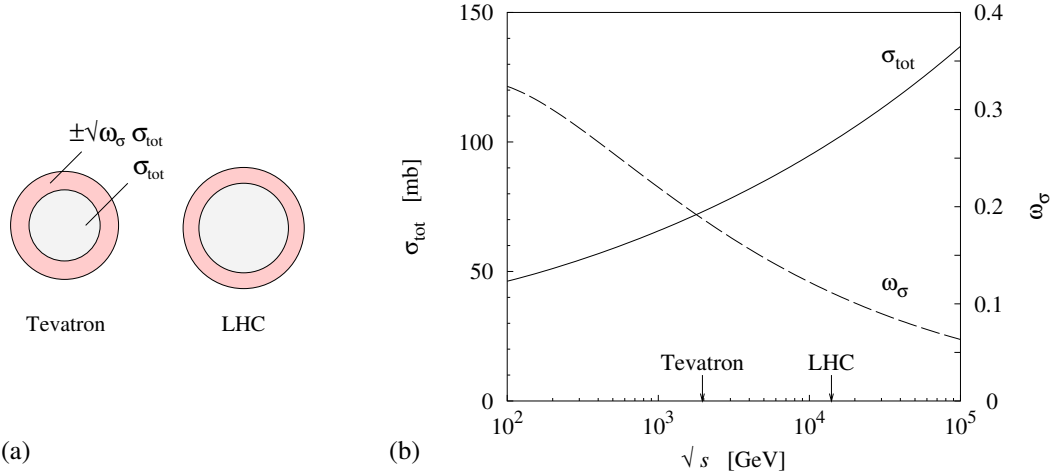 ±√ω_σ σ_tot
σ_tot
Tevatron
LHC
(a)
150
100
50
0
σ_tot [mb]
0.4
0.3
0.2
0.1
0
ω_σ
σ_tot
ω_σ
Tevatron
LHC
10^2
10^3
10^4
10^5
√ s [GeV]
(b)